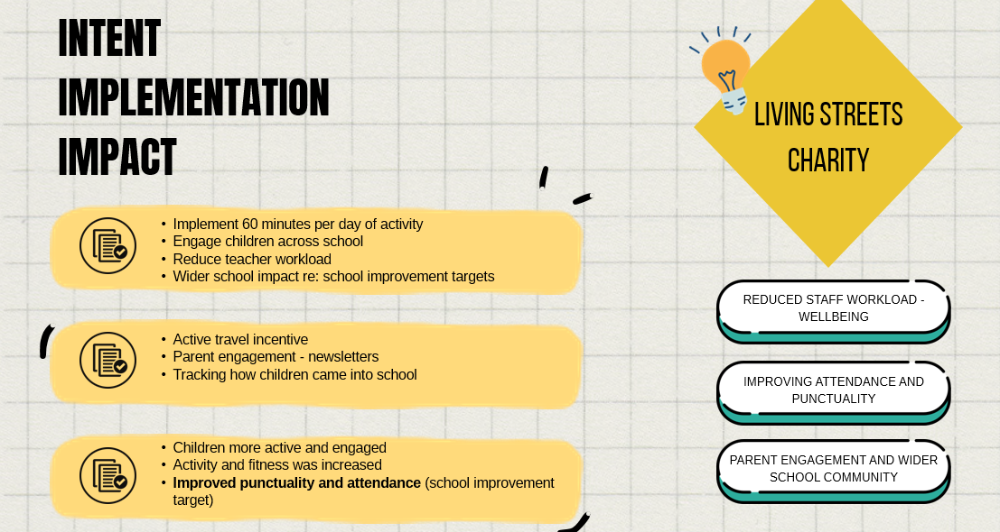 INTENT
IMPLEMENTATION
IMPACT
• Implement 60 minutes per day of activity
• Engage children across school
• Reduce teacher workload
• Wider school impact re: school improvement targets
• Active travel incentive
• Parent engagement - newsletters
• Tracking how children came into school
• Children more active and engaged
• Activity and fitness was increased
• Improved punctuality and attendance (school improvement
target)
LIVING STREETS
CHARITY
REDUCED STAFF WORKLOAD -
WELLBEING
IMPROVING ATTENDANCE AND
PUNCTUALITY
PARENT ENGAGEMENT AND WIDER
SCHOOL COMMUNITY